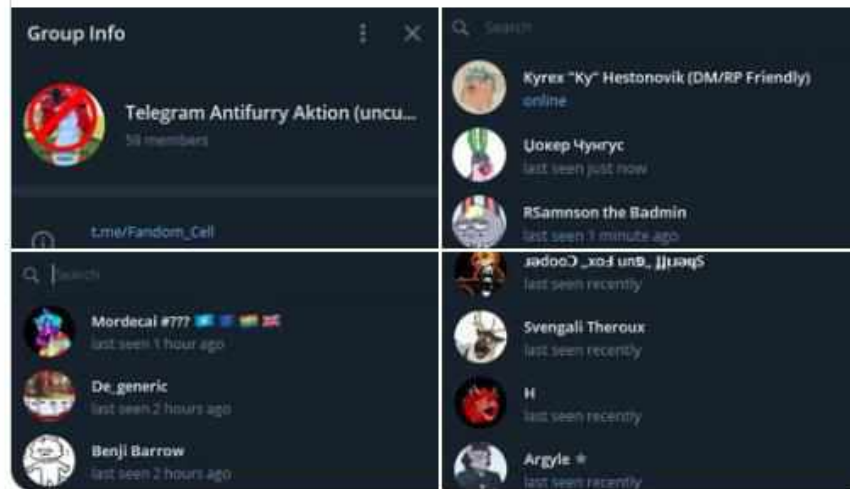 Group Info
Telegram Antifurry Aktion (uncu...
58 members
t.me/Fandom_Cell
Search
Kyrex "Ky" Hestonovik (DM/RP Friendly)
online
Џокер Чунгус
last seen just now
RSamnson the Badmin
last seen 1 minute ago
Search
Mordecai #???
last seen 1 hour ago
De_generic
last seen 2 hours ago
Benji Barrow
last seen 2 hours ago
last seen recently
Svengali Theroux
last seen recently
H
last seen recently
Argyle
last seen recently